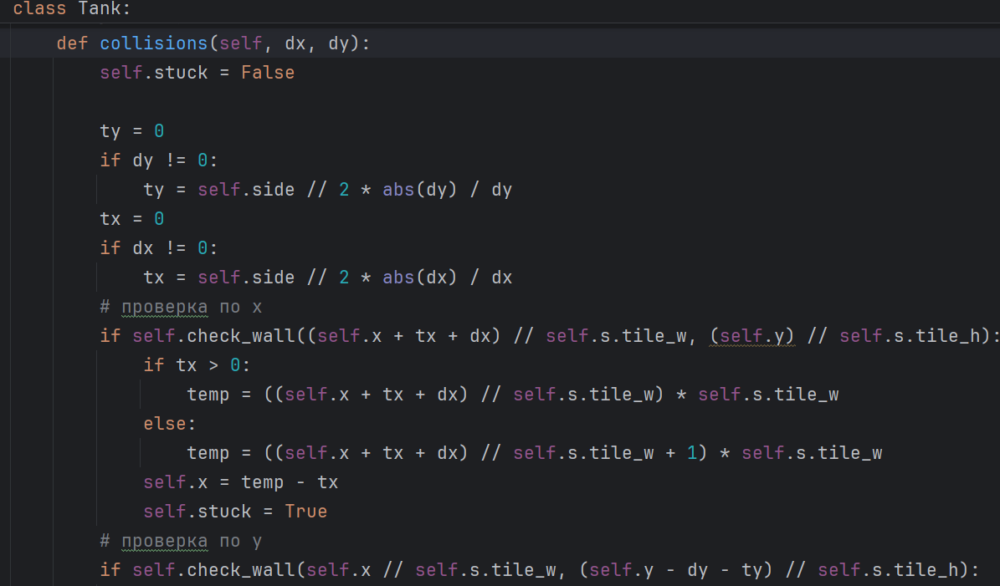 class Tank:
def collisions(self, dx, dy):
self.stuck = False
ty = 0
if dy != 0:
ty = self.side // 2 * abs(dy) / dy
tx = 0
if dx != 0:
tx = self.side // 2 * abs(dx) / dx
# проверка по x
if self.check_wall((self.x + tx + dx) // self.s.tile_w, (self.y) // self.s.tile_h):
if tx > 0:
temp = ((self.x + tx + dx) // self.s.tile_w) * self.s.tile_w
else:
temp = ((self.x + tx + dx) // self.s.tile_w + 1) * self.s.tile_w
self.x = temp - tx
self.stuck = True
# проверка по y
if self.check_wall(self.x // self.s.tile_w, (self.y - dy - ty) // self.s.tile_h):